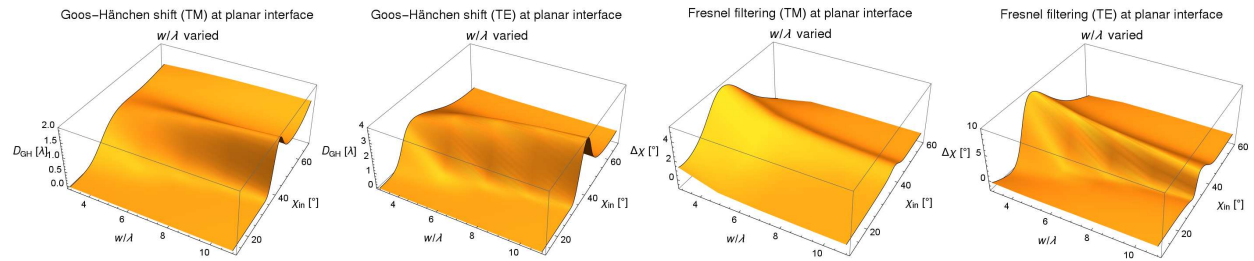 Goos-Hänchen shift (TM) at planar interface
w/λ varied
D_GH [λ]
2.0
1.5
1.0
0.5
0.0
4
6
8
10
w/λ
20
40
60
χ_in [°]
Goos-Hänchen shift (TE) at planar interface
w/λ varied
D_GH [λ]
4
3
2
1
0
4
6
8
10
w/λ
20
40
60
χ_in [°]
Fresnel filtering (TM) at planar interface
w/λ varied
Δχ [°]
4
2
0
4
6
8
10
w/λ
20
40
60
χ_in [°]
Fresnel filtering (TE) at planar interface
w/λ varied
Δχ [°]
10
5
0
4
6
8
10
w/λ
20
40
60
χ_in [°]